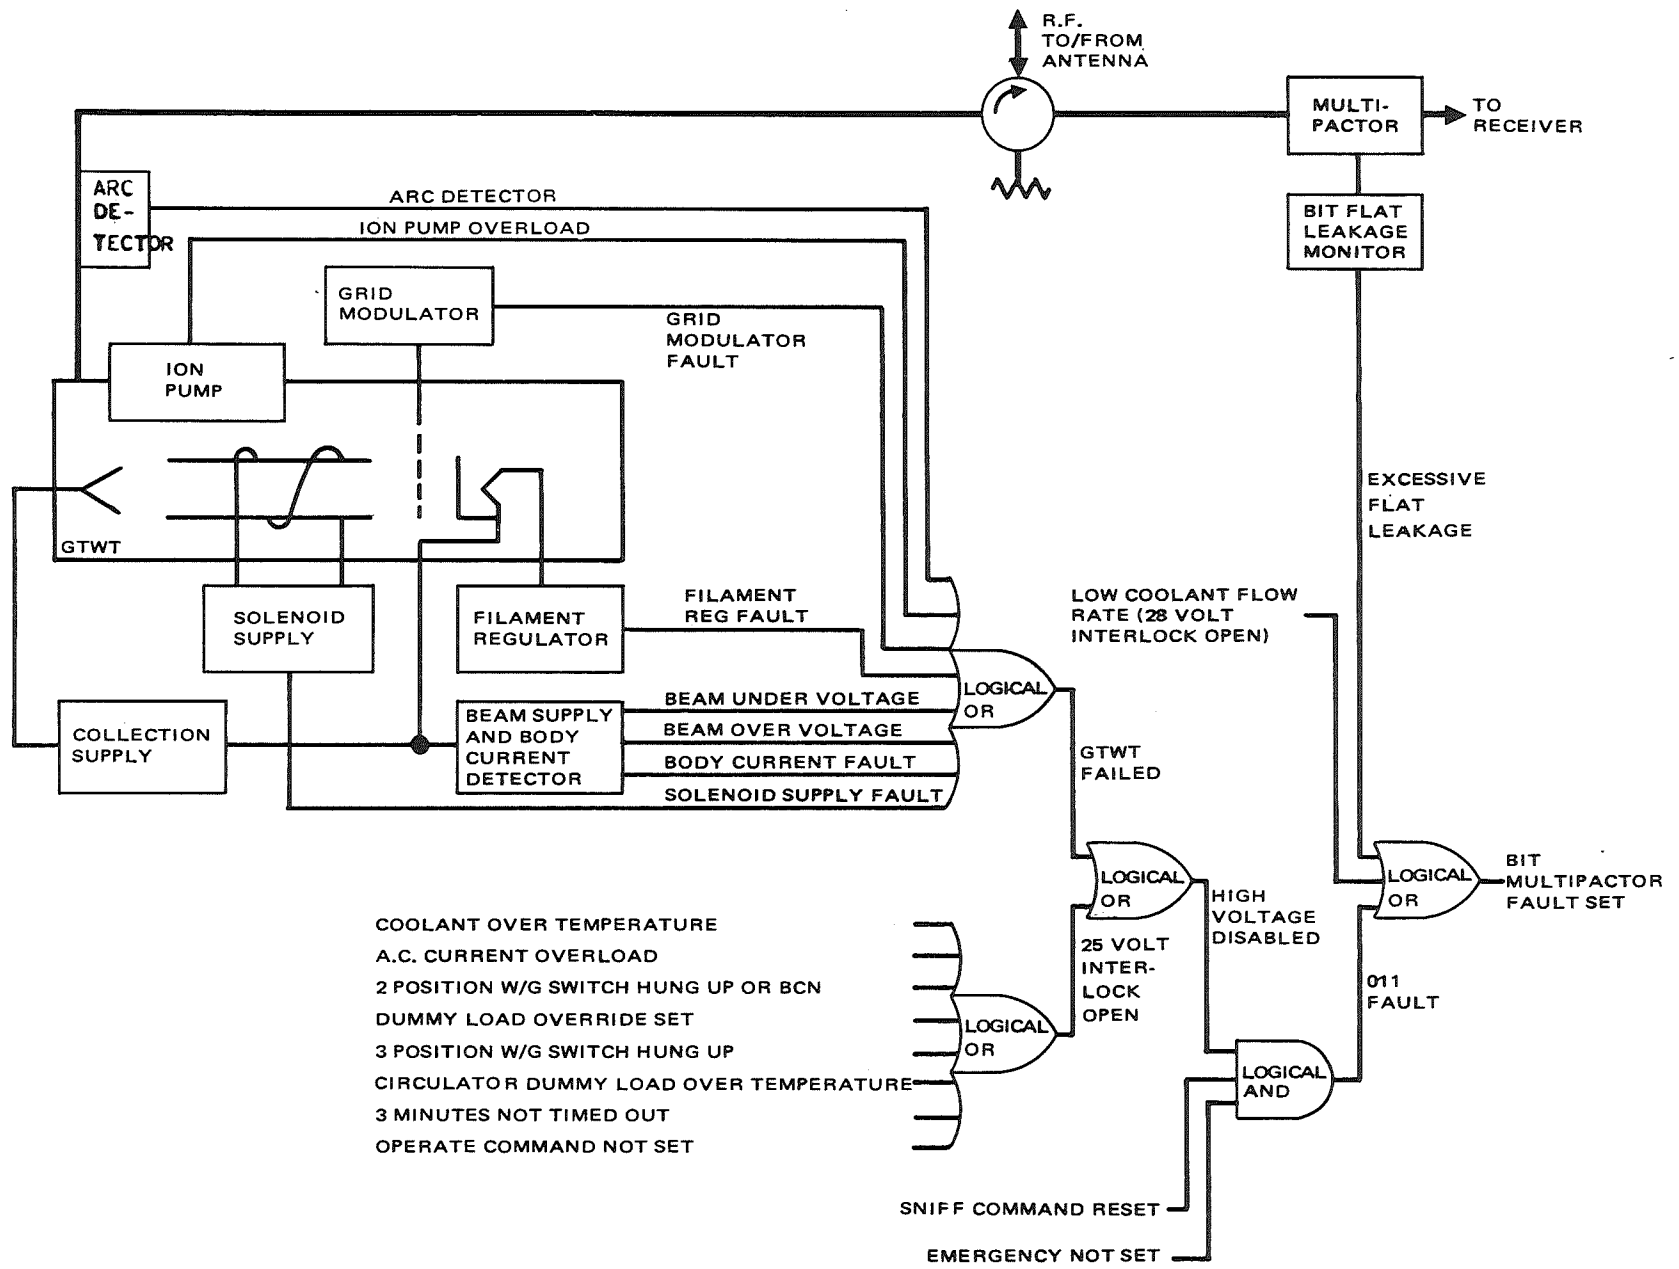 R.F.
TO/FROM
ANTENNA
MULTI-
PACTOR
TO
RECEIVER
ARC
DE-
TECTOR
ARC DETECTOR
ION PUMP OVERLOAD
BIT FLAT
LEAKAGE
MONITOR
GRID
MODULATOR
GRID
MODULATOR
FAULT
ION
PUMP
EXCESSIVE
FLAT
LEAKAGE
GTWT
SOLENOID
SUPPLY
FILAMENT
REGULATOR
FILAMENT
REG FAULT
LOW COOLANT FLOW
RATE (28 VOLT
INTERLOCK OPEN)
COLLECTION
SUPPLY
BEAM SUPPLY
AND BODY
CURRENT
DETECTOR
BEAM UNDER VOLTAGE
BEAM OVER VOLTAGE
BODY CURRENT FAULT
SOLENOID SUPPLY FAULT
LOGICAL
OR
GTWT
FAILED
LOGICAL
OR
HIGH
VOLTAGE
DISABLED
LOGICAL
OR
BIT
MULTIPACTOR
FAULT SET
COOLANT OVER TEMPERATURE
A.C. CURRENT OVERLOAD
2 POSITION W/G SWITCH HUNG UP OR BCN
DUMMY LOAD OVERRIDE SET
3 POSITION W/G SWITCH HUNG UP
CIRCULATOR DUMMY LOAD OVER TEMPERATURE
3 MINUTES NOT TIMED OUT
OPERATE COMMAND NOT SET
LOGICAL
OR
25 VOLT
INTER-
LOCK
OPEN
011
FAULT
LOGICAL
AND
SNIFF COMMAND RESET
EMERGENCY NOT SET